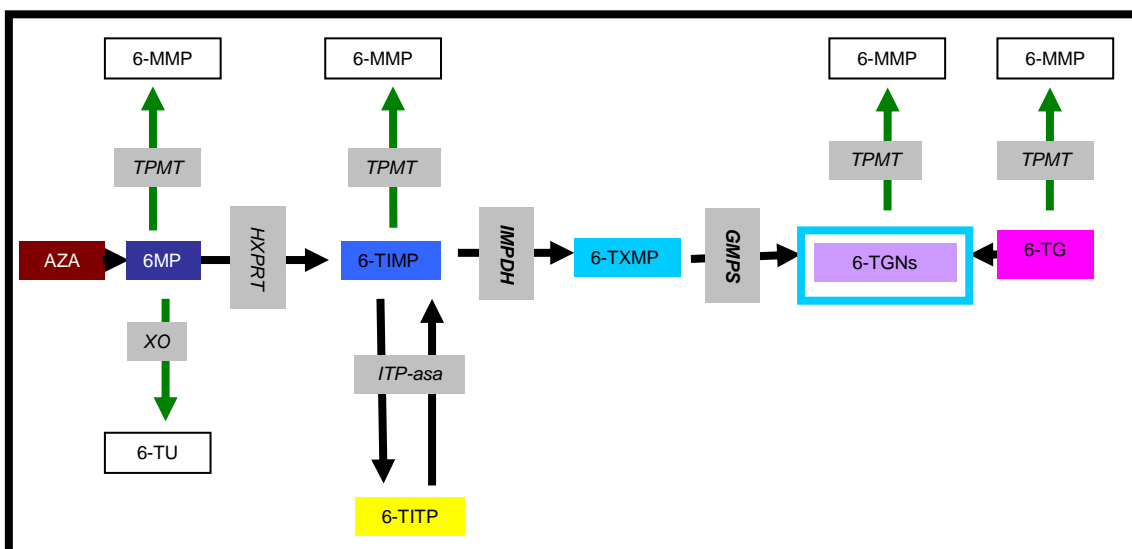 6-MMP
6-MMP
6-MMP
6-MMP
TPMT
TPMT
TPMT
TPMT
AZA
6MP
HXPRT
6-TIMP
IMPDH
6-TXMP
GMPS
6-TGNs
6-TG
XO
ITP-asa
6-TU
6-TITP